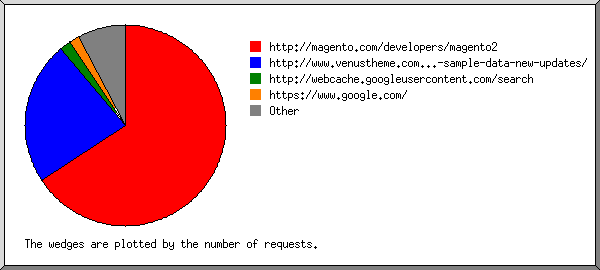 http://magento.com/developers/magento2
http://www.venustheme.com...-sample-data-new-updates/
http://webcache.googleusercontent.com/search
https://www.google.com/
Other
The wedges are plotted by the number of requests.